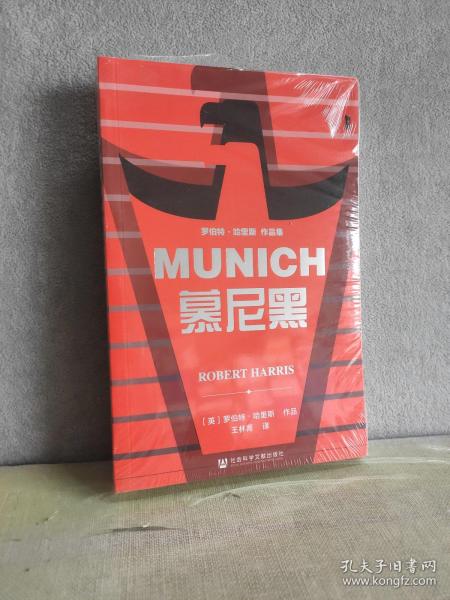 罗伯特·哈里斯 作品集
MUNICH
慕尼黑
ROBERT HARRIS
[英]罗伯特·哈里斯 作品
王林商 译
社会科学文献出版社
孔夫子旧书网
www.kongfz.com